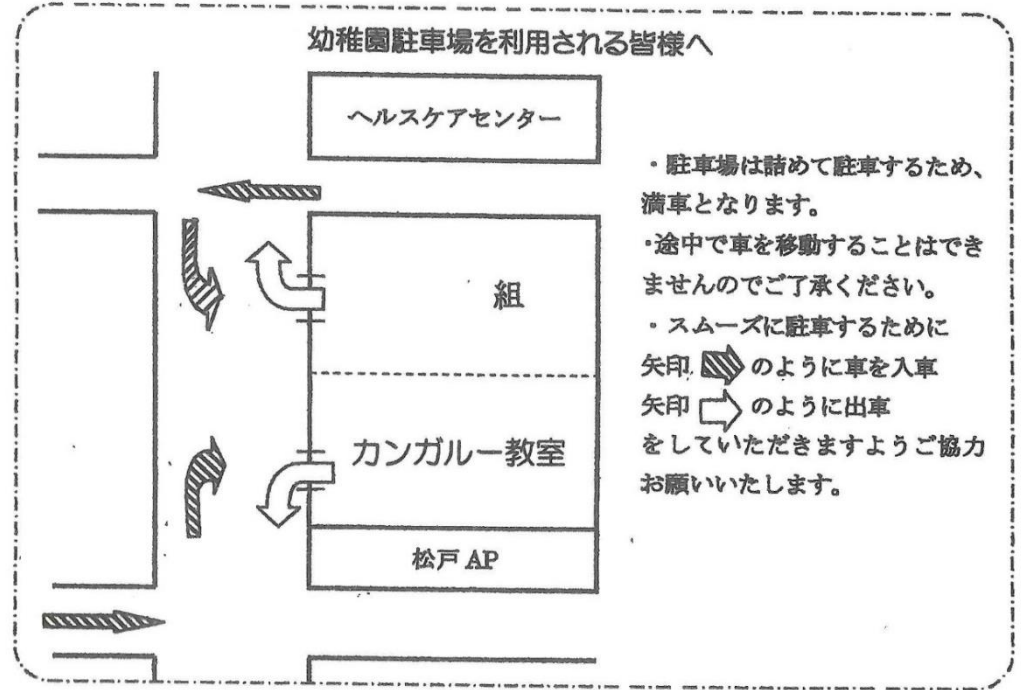 幼稚園駐車場を利用される皆様へ
ヘルスケアセンター
組
カンガルー教室
松戸 AP
・駐車場は詰めて駐車するため、
満車となります。
・途中で車を移動することはでき
ませんのでご了承ください。
・スムーズに駐車するために
矢印 のように車を入車
矢印 のように出車
をしていただきますようご協力
お願いいたします。